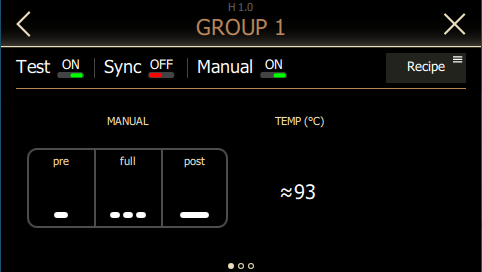 H 1.0
GROUP 1
Test ON Sync OFF Manual ON Recipe
MANUAL TEMP (°C)
pre full post
≈93